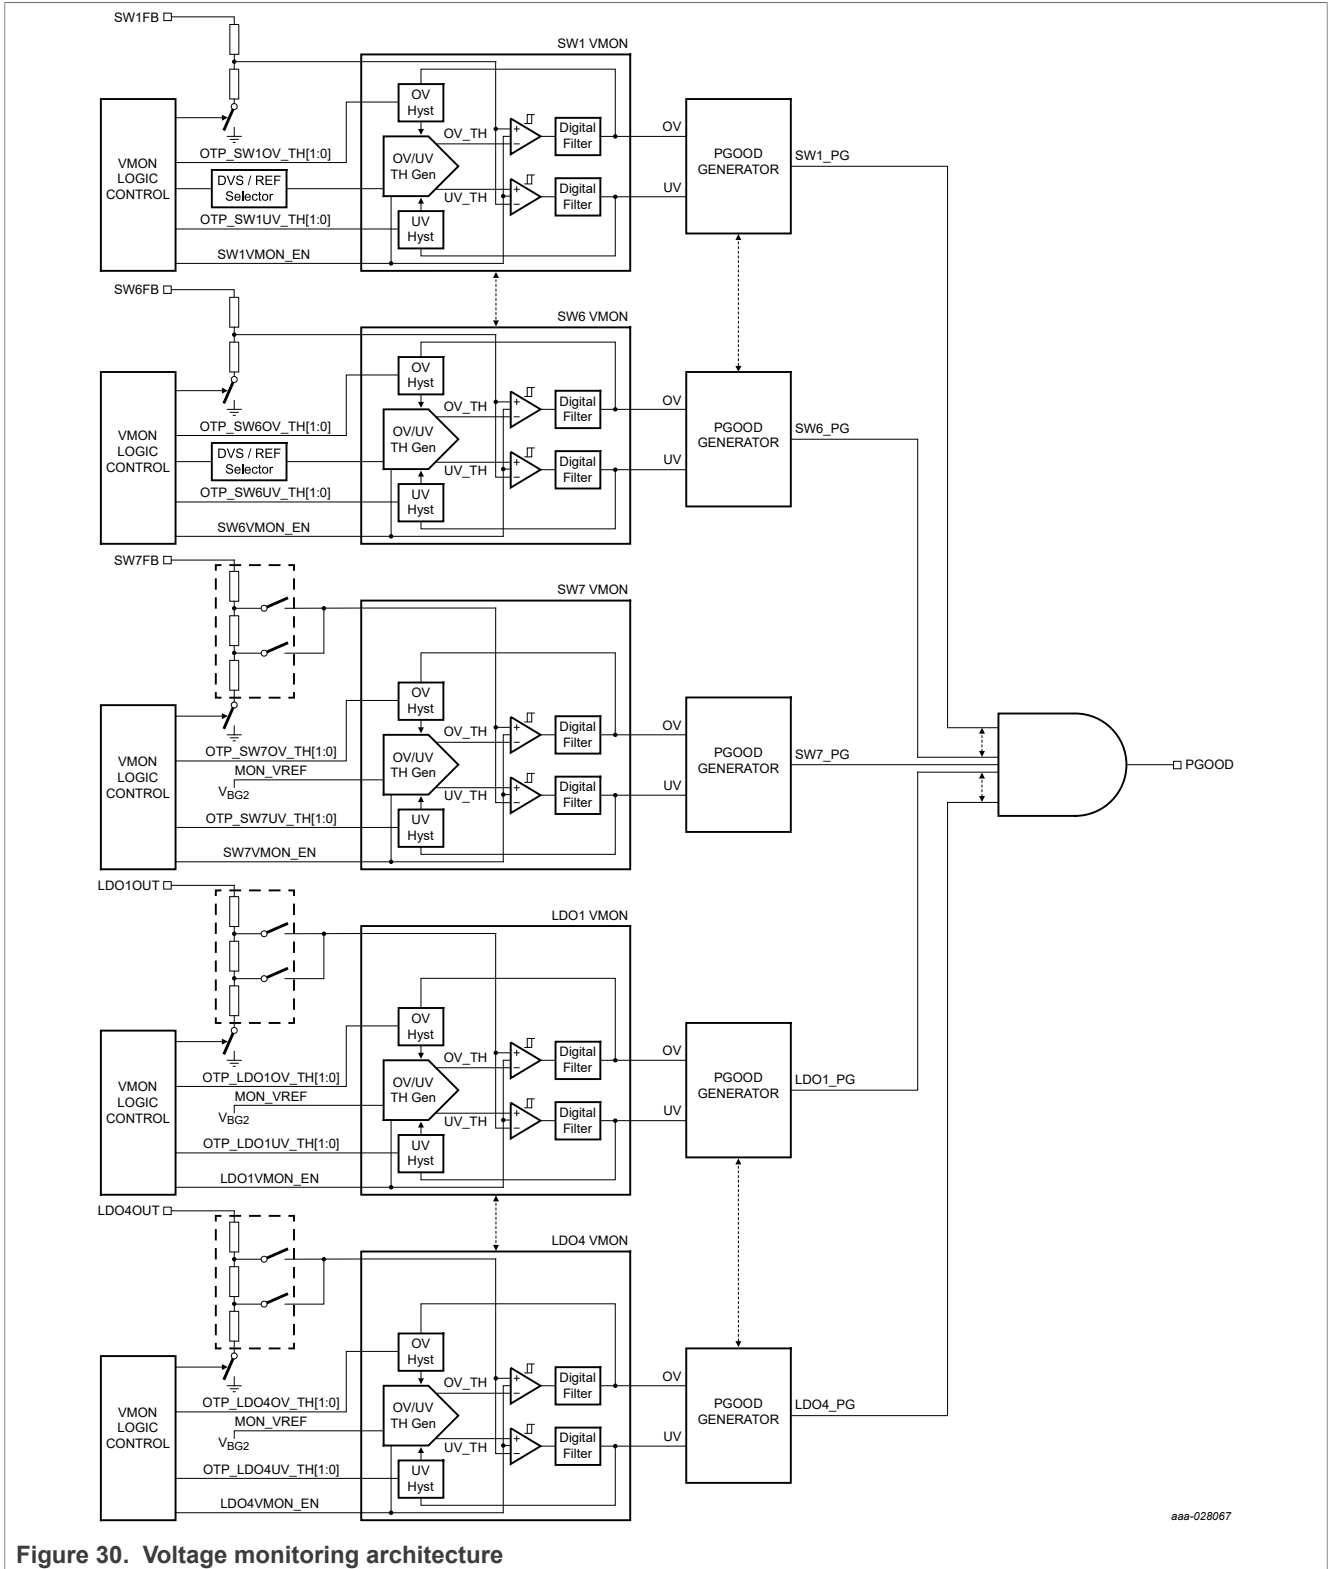 SW1FB
SW1 VMON
VMON
LOGIC
CONTROL
OTP_SW1OV_TH[1:0]
DVS / REF
Selector
OTP_SW1UV_TH[1:0]
SW1VMON_EN
OV
Hyst
OV/UV
TH Gen
UV
Hyst
OV_TH
UV_TH
+
−
+
−
Digital
Filter
Digital
Filter
OV
UV
PGOOD
GENERATOR
SW1_PG
SW6FB
SW6 VMON
VMON
LOGIC
CONTROL
OTP_SW6OV_TH[1:0]
DVS / REF
Selector
OTP_SW6UV_TH[1:0]
SW6VMON_EN
OV
Hyst
OV/UV
TH Gen
UV
Hyst
OV_TH
UV_TH
+
−
+
−
Digital
Filter
Digital
Filter
OV
UV
PGOOD
GENERATOR
SW6_PG
SW7FB
SW7 VMON
VMON
LOGIC
CONTROL
OTP_SW7OV_TH[1:0]
MON_VREF
VBG2
OTP_SW7UV_TH[1:0]
SW7VMON_EN
OV
Hyst
OV/UV
TH Gen
UV
Hyst
OV_TH
UV_TH
+
−
+
−
Digital
Filter
Digital
Filter
OV
UV
PGOOD
GENERATOR
SW7_PG
PGOOD
LDO1OUT
LDO1 VMON
VMON
LOGIC
CONTROL
OTP_LDO1OV_TH[1:0]
MON_VREF
VBG2
OTP_LDO1UV_TH[1:0]
LDO1VMON_EN
OV
Hyst
OV/UV
TH Gen
UV
Hyst
OV_TH
UV_TH
+
−
+
−
Digital
Filter
Digital
Filter
OV
UV
PGOOD
GENERATOR
LDO1_PG
LDO4OUT
LDO4 VMON
VMON
LOGIC
CONTROL
OTP_LDO4OV_TH[1:0]
MON_VREF
VBG2
OTP_LDO4UV_TH[1:0]
LDO4VMON_EN
OV
Hyst
OV/UV
TH Gen
UV
Hyst
OV_TH
UV_TH
+
−
+
−
Digital
Filter
Digital
Filter
OV
UV
PGOOD
GENERATOR
LDO4_PG
aaa-028067
Figure 30. Voltage monitoring architecture